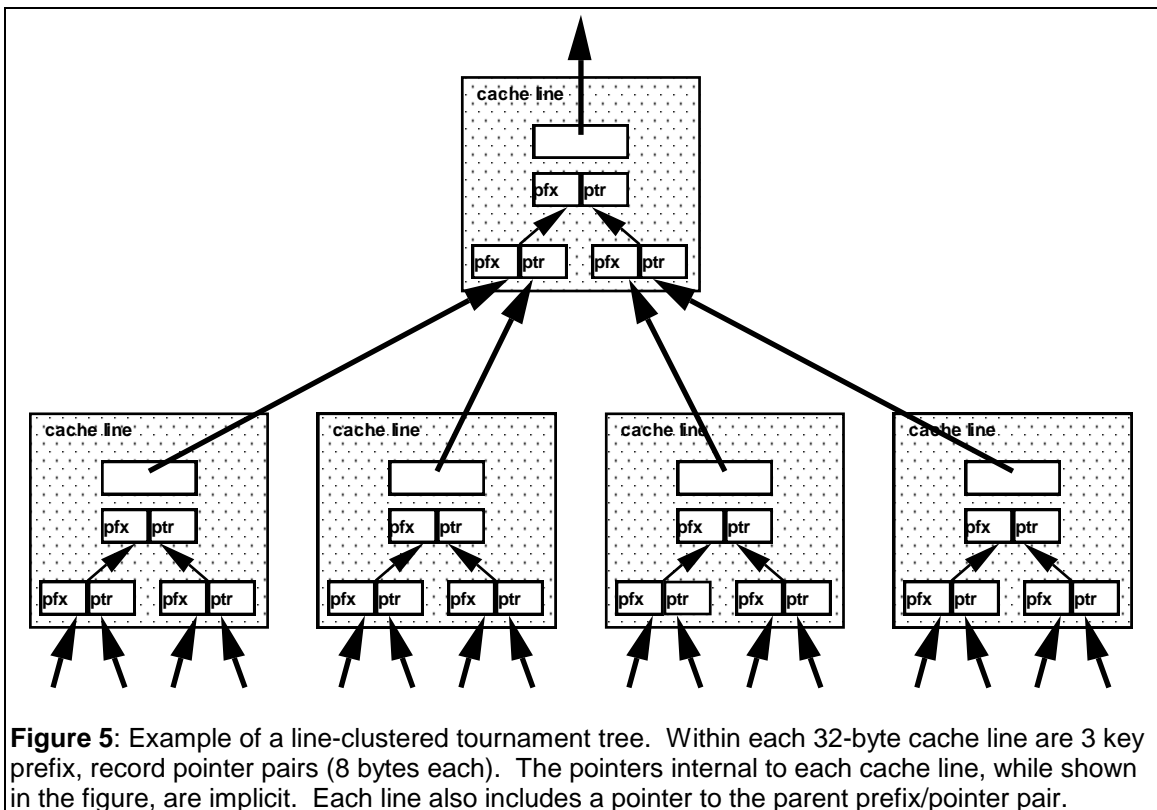 cache line
pfx ptr
pfx ptr pfx ptr
cache line cache line cache line cache line
pfx ptr pfx ptr pfx ptr pfx ptr
pfx ptr pfx ptr pfx ptr pfx ptr pfx ptr pfx ptr pfx ptr pfx ptr
Figure 5: Example of a line-clustered tournament tree. Within each 32-byte cache line are 3 key
prefix, record pointer pairs (8 bytes each). The pointers internal to each cache line, while shown
in the figure, are implicit. Each line also includes a pointer to the parent prefix/pointer pair.